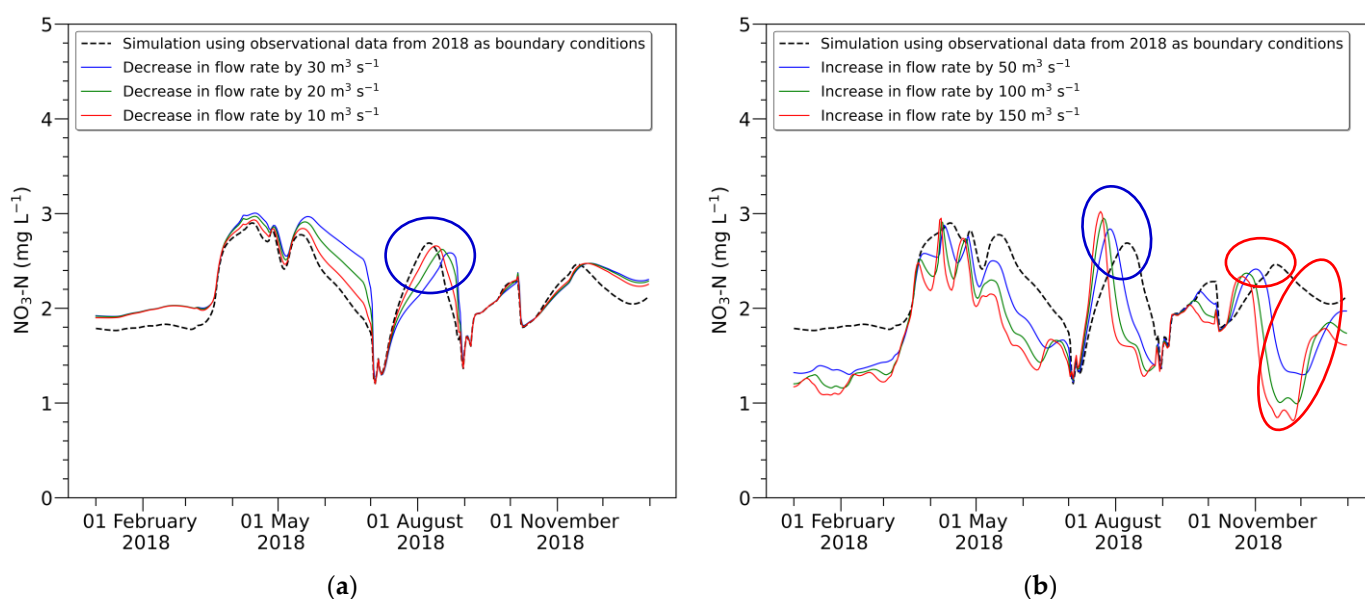 5
4
3
2
1
0
NO₃-N (mg L⁻¹)
Simulation using observational data from 2018 as boundary conditions
Decrease in flow rate by 30 m³ s⁻¹
Decrease in flow rate by 20 m³ s⁻¹
Decrease in flow rate by 10 m³ s⁻¹
01 February
2018
01 May
2018
01 August
2018
01 November
2018
(a)
5
4
3
2
1
0
NO₃-N (mg L⁻¹)
Simulation using observational data from 2018 as boundary conditions
Increase in flow rate by 50 m³ s⁻¹
Increase in flow rate by 100 m³ s⁻¹
Increase in flow rate by 150 m³ s⁻¹
01 February
2018
01 May
2018
01 August
2018
01 November
2018
(b)